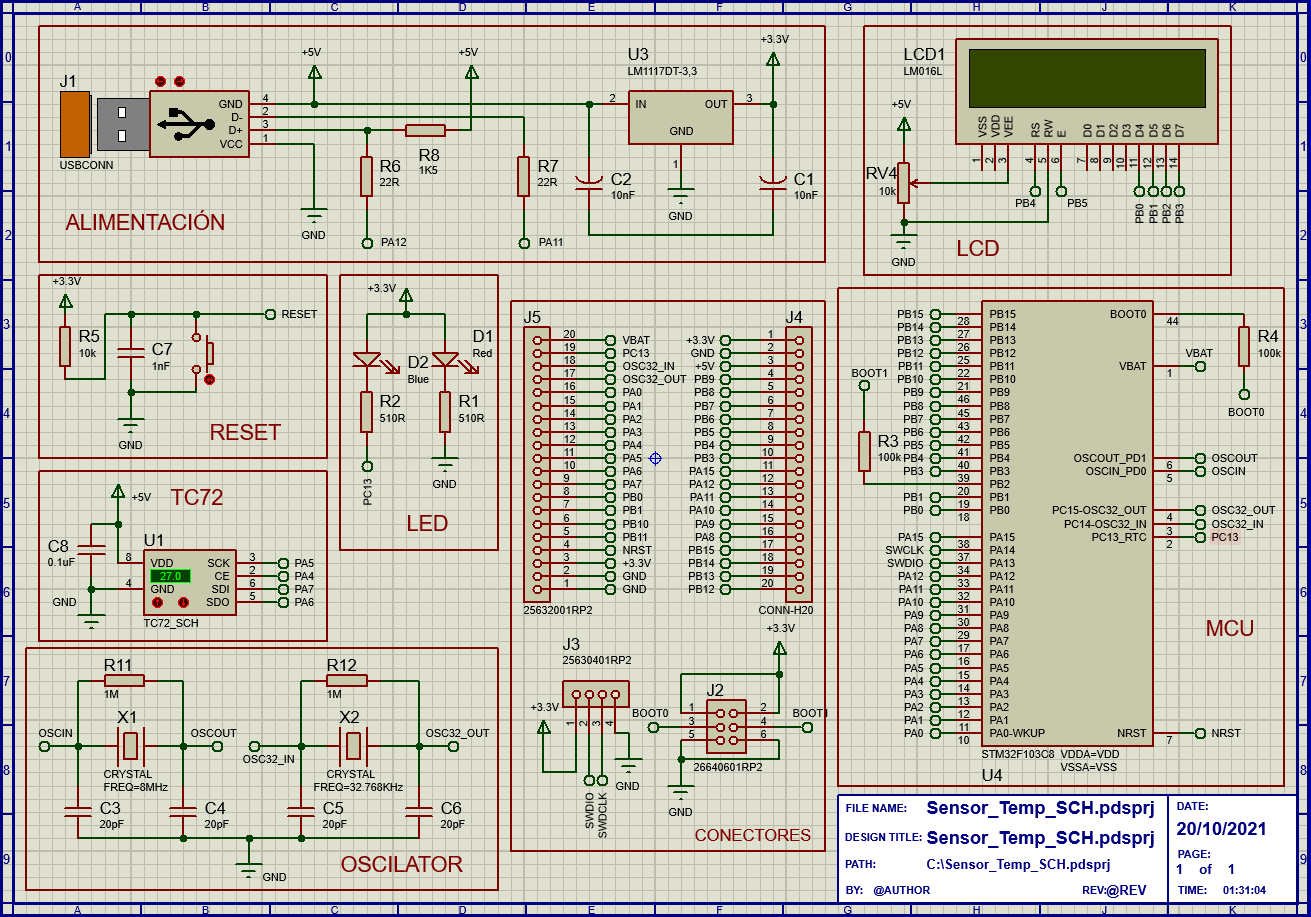 A B C D E F G H J K
0 1 2 3 4 5 6 7 8 9
J1
USBCONN
GND 4
D- 2
D+ 3
VCC 1
+5V
+5V
U3
LM1117DT-3,3
+3.3V
2 IN OUT 3
GND
1
GND
R8
1K5
R6
22R
R7
22R
C2
10nF
C1
10nF
GND
PA12
PA11
ALIMENTACIÓN
LCD1
LM016L
+5V
RV4
10k
VSS VDD VEE RS RW E D0 D1 D2 D3 D4 D5 D6 D7
1 2 3 4 5 6 7 8 9 10 11 12 13 14
PB4 PB5 PB0 PB1 PB2 PB3
GND
LCD
+3.3V
R5
10k
C7
1nF
RESET
GND
RESET
+3.3V
D2
Blue
D1
Red
R2
510R
R1
510R
PC13
GND
LED
J5
20 VBAT
19 PC13
18 OSC32_IN
17 OSC32_OUT
16 PA0
15 PA1
14 PA2
13 PA3
12 PA4
11 PA5
10 PA6
9 PA7
8 PB0
7 PB1
6 PB10
5 PB11
4 NRST
3 +3.3V
2 GND
1 GND
25632001RP2
J4
+3.3V 1
GND 2
+5V 3
PB9 4
PB8 5
PB7 6
PB6 7
PB5 8
PB4 9
PB3 10
PA15 11
PA12 12
PA11 13
PA10 14
PA9 15
PA8 16
PB15 17
PB14 18
PB13 19
PB12 20
CONN-H20
J3
25630401RP2
+3.3V
1 2 3 4
SWDIO
SWDCLK
GND
+3.3V
J2
1 2
BOOT0 3 4 BOOT1
5 6
26640601RP2
GND
CONECTORES
TC72
+5V
C8
0.1uF
GND
U1
8 VDD SCK 3 PA5
27.0 CE 2 PA4
4 GND SDI 6 PA7
SDO 5 PA6
TC72_SCH
R11
1M
X1
OSCIN
OSCOUT
CRYSTAL
FREQ=8MHz
C3
20pF
C4
20pF
R12
1M
X2
OSC32_IN
OSC32_OUT
CRYSTAL
FREQ=32.768KHz
C5
20pF
C6
20pF
GND
OSCILATOR
BOOT1
R3
100k
PB15 28 PB15
PB14 27 PB14
PB13 26 PB13
PB12 25 PB12
PB11 22 PB11
PB10 21 PB10
PB9 46 PB9
PB8 45 PB8
PB7 43 PB7
PB6 42 PB6
PB5 41 PB5
PB4 40 PB4
PB3 39 PB3
20 PB2
PB1 19 PB1
PB0 18 PB0
PA15 38 PA15
SWCLK 37 PA14
SWDIO 34 PA13
PA12 33 PA12
PA11 32 PA11
PA10 31 PA10
PA9 30 PA9
PA8 29 PA8
PA7 17 PA7
PA6 16 PA6
PA5 15 PA5
PA4 14 PA4
PA3 13 PA3
PA2 12 PA2
PA1 11 PA1
PA0 10 PA0-WKUP
BOOT0 44
R4
100k
BOOT0
VBAT 1 VBAT
OSCOUT_PD1 6 OSCOUT
OSCIN_PD0 5 OSCIN
PC15-OSC32_OUT 4 OSC32_OUT
PC14-OSC32_IN 3 OSC32_IN
PC13_RTC 2 PC13
NRST 7 NRST
STM32F103C8 VDDA=VDD
VSSA=VSS
U4
MCU
FILE NAME: Sensor_Temp_SCH.pdsprj
DESIGN TITLE: Sensor_Temp_SCH.pdsprj
PATH: C:\Sensor_Temp_SCH.pdsprj
BY: @AUTHOR REV:@REV
DATE:
20/10/2021
PAGE:
1 of 1
TIME: 01:31:04
A B C D E F G H J K